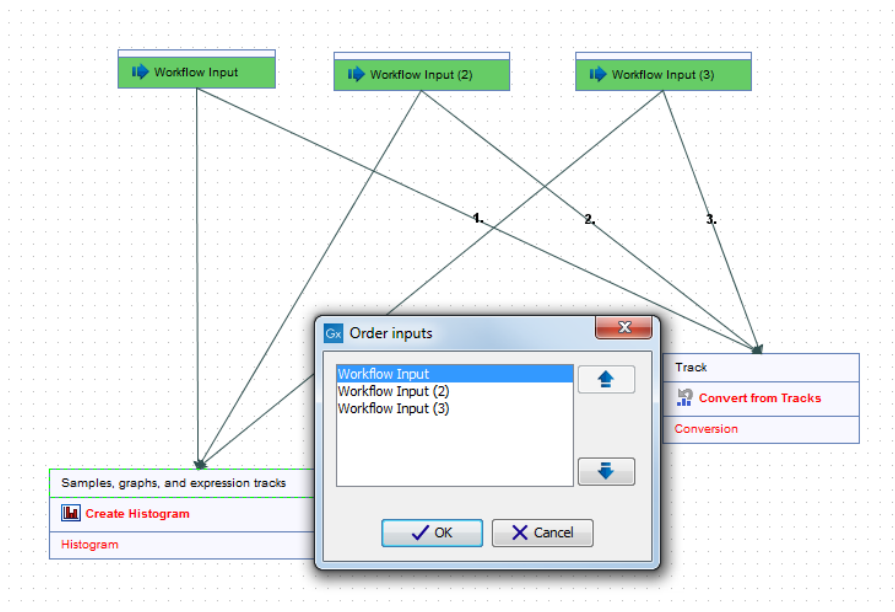 Workflow Input
Workflow Input (2)
Workflow Input (3)
1.
2.
3.
Gx Order inputs
Workflow Input
Workflow Input (2)
Workflow Input (3)
OK
Cancel
Track
Convert from Tracks
Conversion
Samples, graphs, and expression tracks
Create Histogram
Histogram